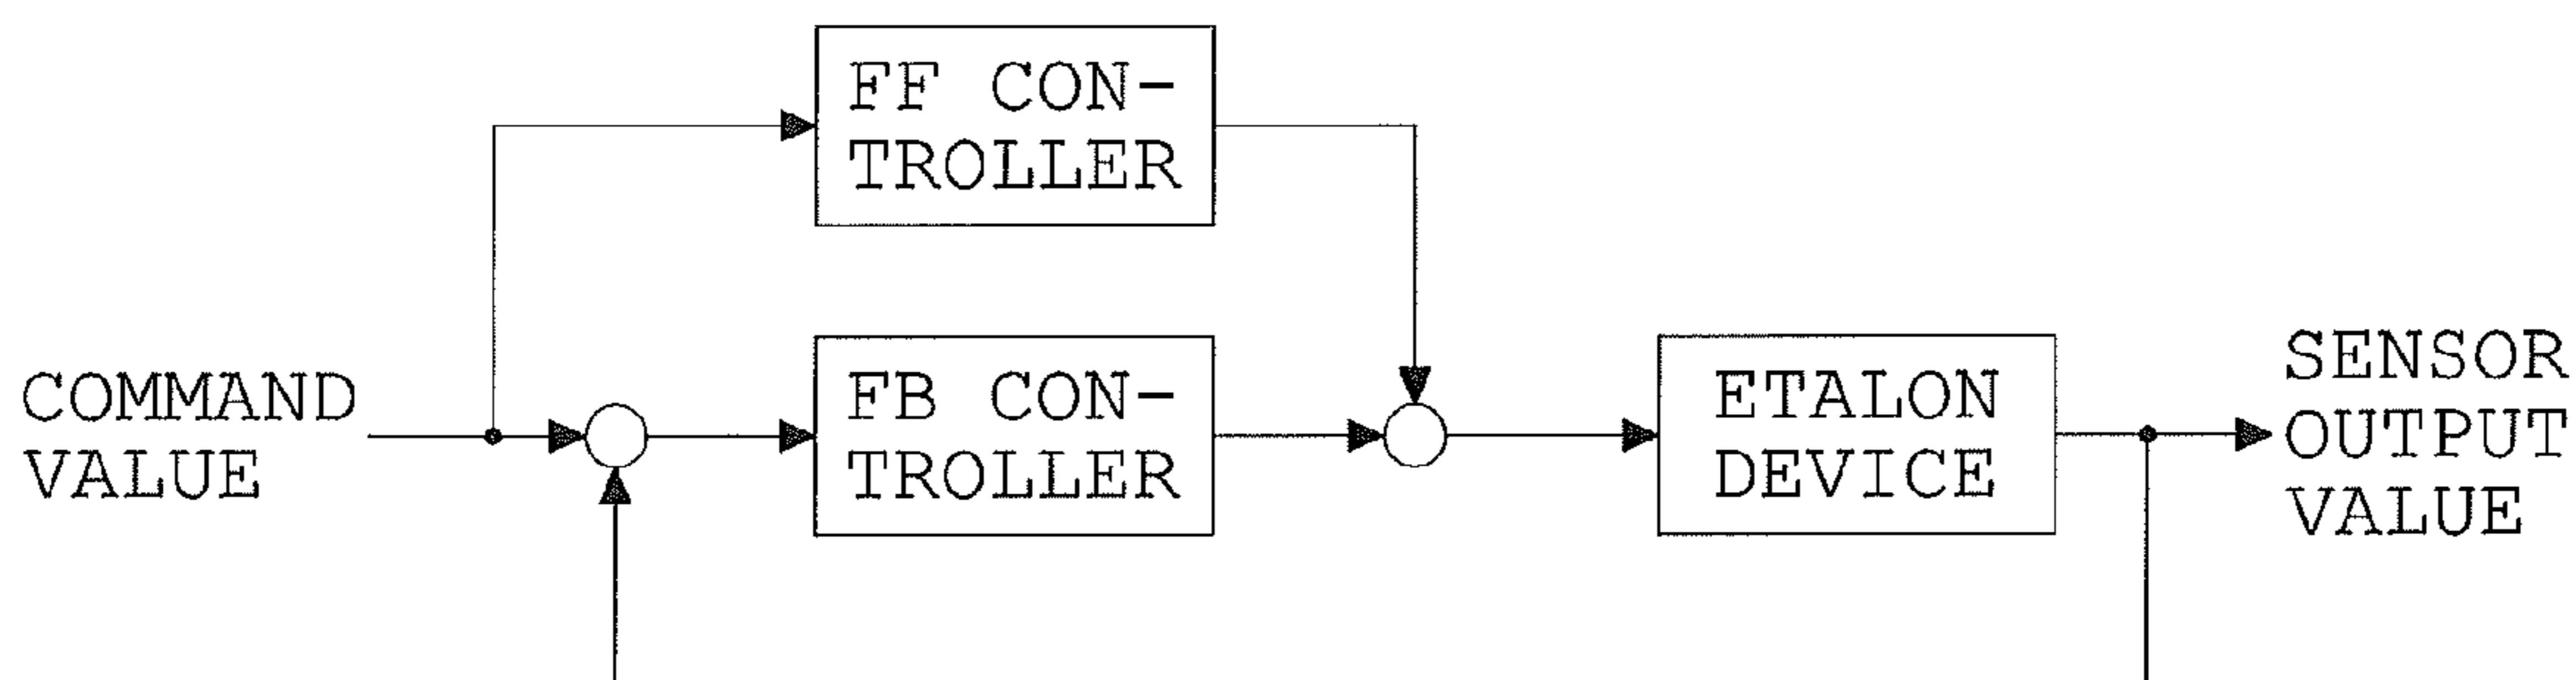 FF CON-
TROLLER
COMMAND
VALUE
FB CON-
TROLLER
ETALON
DEVICE
SENSOR
OUTPUT
VALUE